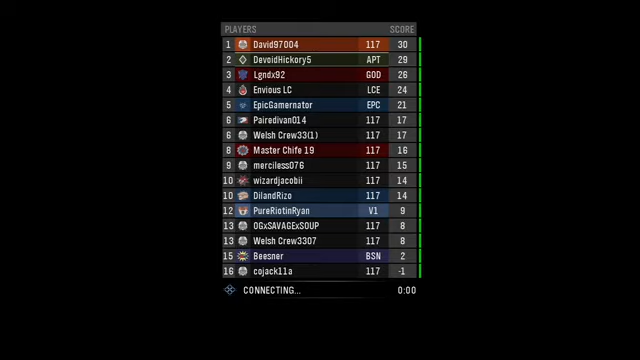 PLAYERS SCORE
1 David97004 117 30
2 DevoidHickory5 APT 29
3 Lgndx92 GOD 26
4 Envious LC LCE 24
5 EpicGamernator EPC 21
6 Pairedivan014 117 17
6 Welsh Crew33(1) 117 17
8 Master Chife 19 117 16
9 merciless076 117 15
10 wizardjacobii 117 14
10 DilandRizo 117 14
12 PureRiotinRyan V1 9
13 OGxSAVAGExSOUP 117 8
13 Welsh Crew3307 117 8
15 Beesner BSN 2
16 cojack11a 117 -1
CONNECTING... 0:00